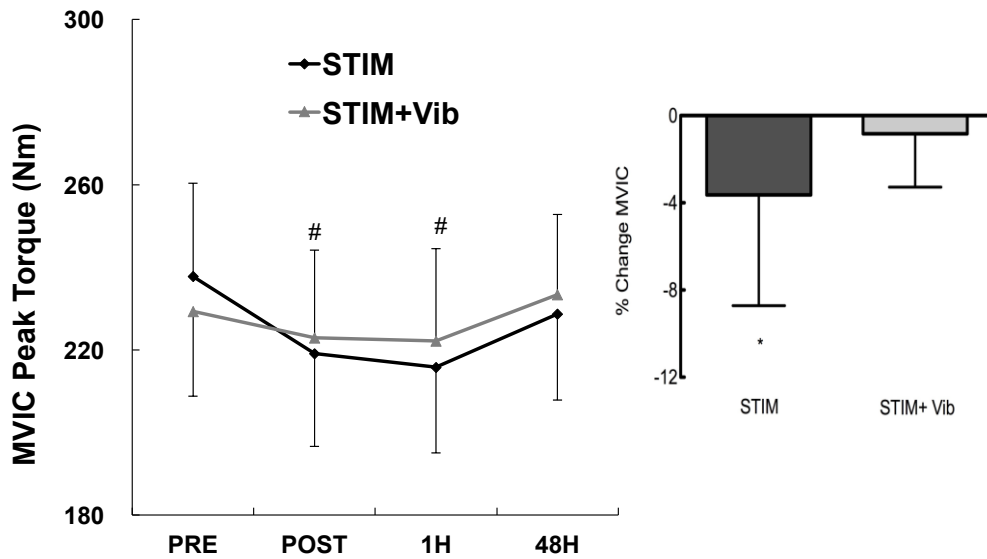 300
260
220
180
MVIC Peak Torque (Nm)
STIM
STIM+Vib
#
#
PRE
POST
1H
48H
0
-4
-8
-12
% Change MVIC
*
STIM
STIM+ Vib